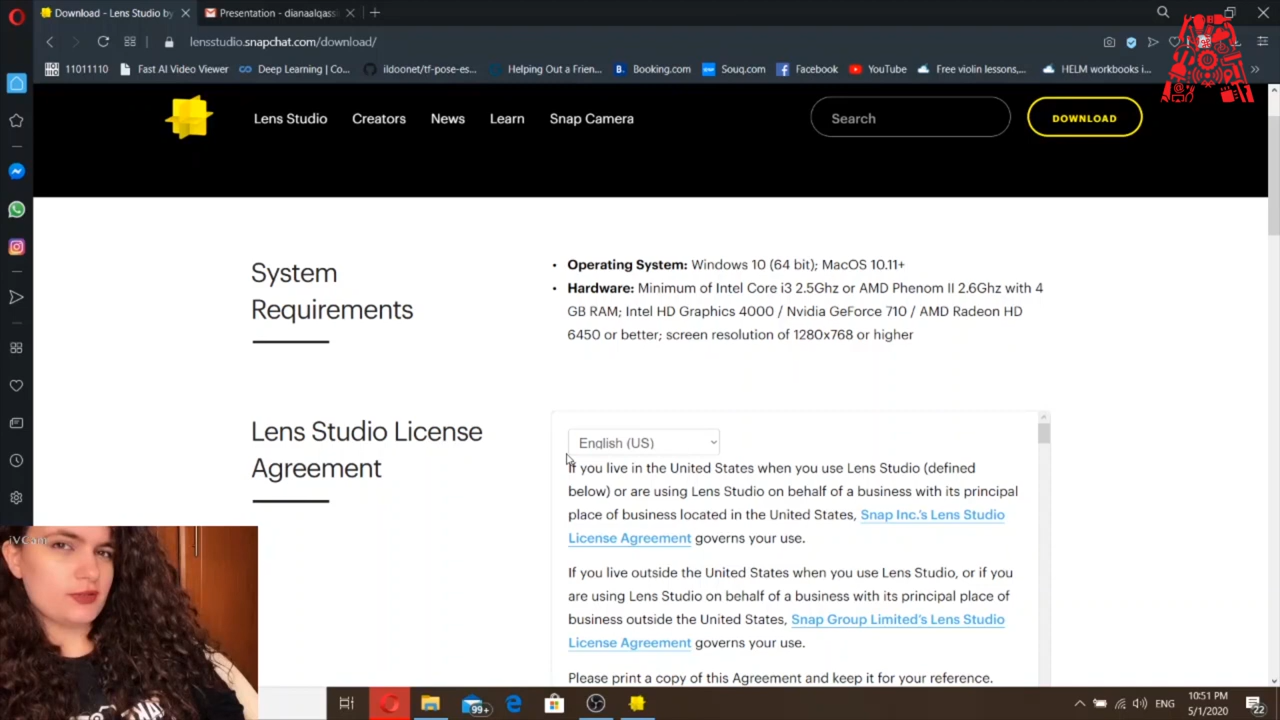 Download - Lens Studio by
Presentation - dianaalqass
lensstudio.snapchat.com/download/
11011110
Fast AI Video Viewer
Deep Learning | Co...
ildoonet/tf-pose-es...
Helping Out a Frien...
Booking.com
Souq.com
Facebook
YouTube
Free violin lessons,...
HELM workbooks i...
Lens Studio
Creators
News
Learn
Snap Camera
Search
DOWNLOAD
System
Requirements
• Operating System: Windows 10 (64 bit); MacOS 10.11+
• Hardware: Minimum of Intel Core i3 2.5Ghz or AMD Phenom II 2.6Ghz with 4
GB RAM; Intel HD Graphics 4000 / Nvidia GeForce 710 / AMD Radeon HD
6450 or better; screen resolution of 1280x768 or higher
Lens Studio License
Agreement
English (US)
If you live in the United States when you use Lens Studio (defined
below) or are using Lens Studio on behalf of a business with its principal
place of business located in the United States, Snap Inc.'s Lens Studio
License Agreement governs your use.
If you live outside the United States when you use Lens Studio, or if you
are using Lens Studio on behalf of a business with its principal place of
business outside the United States, Snap Group Limited's Lens Studio
License Agreement governs your use.
Please print a copy of this Agreement and keep it for your reference.
iVCam
99+
ENG
10:51 PM
5/1/2020
22